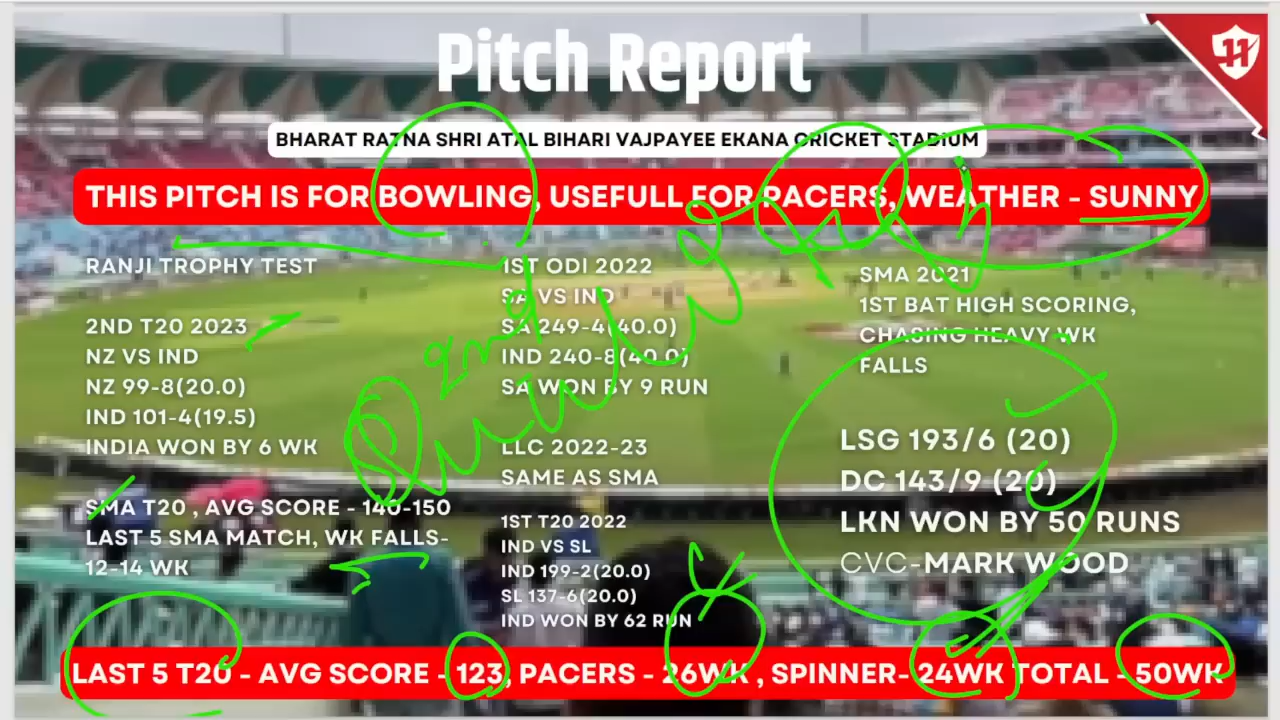 Pitch Report
BHARAT RATNA SHRI ATAL BIHARI VAJPAYEE EKANA CRICKET STADIUM
THIS PITCH IS FOR BOWLING, USEFULL FOR PACERS, WEATHER - SUNNY
RANJI TROPHY TEST
2ND T20 2023
NZ VS IND
NZ 99-8(20.0)
IND 101-4(19.5)
INDIA WON BY 6 WK
SMA T20 , AVG SCORE - 140-150
LAST 5 SMA MATCH, WK FALLS-
12-14 WK
1ST ODI 2022
SA VS IND
SA 249-4(40.0)
IND 240-8(40.0)
SA WON BY 9 RUN
LLC 2022-23
SAME AS SMA
1ST T20 2022
IND VS SL
IND 199-2(20.0)
SL 137-6(20.0)
IND WON BY 62 RUN
SMA 2021
1ST BAT HIGH SCORING,
CHASING HEAVY WK
FALLS
LSG 193/6 (20)
DC 143/9 (20)
LKN WON BY 50 RUNS
CVC-MARK WOOD
2nd
LAST 5 T20 - AVG SCORE - 123, PACERS - 26WK , SPINNER- 24WK TOTAL - 50WK